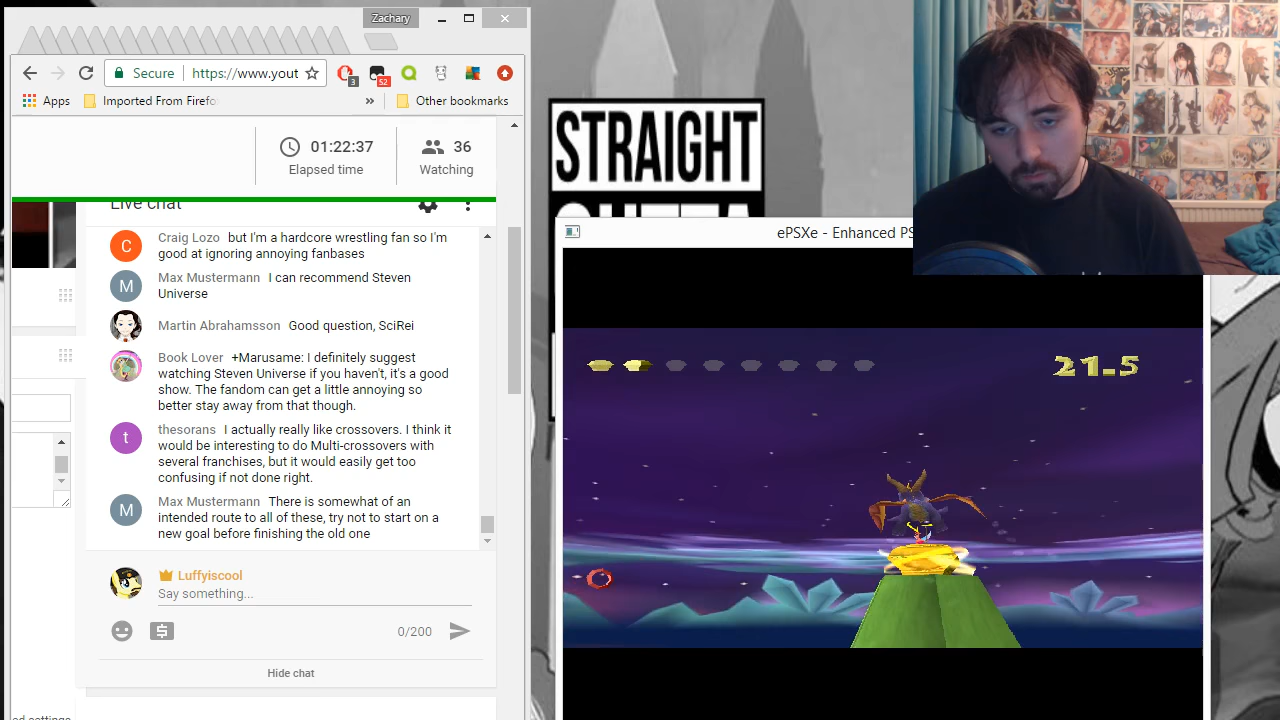 Zachary
Secure
https://www.yout
3
52
Apps
Imported From Firefo
»
Other bookmarks
01:22:37
Elapsed time
36
Watching
Live chat
C
Craig Lozo but I'm a hardcore wrestling fan so I'm
good at ignoring annoying fanbases
M
Max Mustermann I can recommend Steven
Universe
Martin Abrahamsson Good question, SciRei
Book Lover +Marusame: I definitely suggest
watching Steven Universe if you haven't, it's a good
show. The fandom can get a little annoying so
better stay away from that though.
t
thesorans I actually really like crossovers. I think it
would be interesting to do Multi-crossovers with
several franchises, but it would easily get too
confusing if not done right.
M
Max Mustermann There is somewhat of an
intended route to all of these, try not to start on a
new goal before finishing the old one
Luffyiscool
Say something...
0/200
Hide chat
ed settings
STRAIGHT
ePSXe - Enhanced PS
21.5